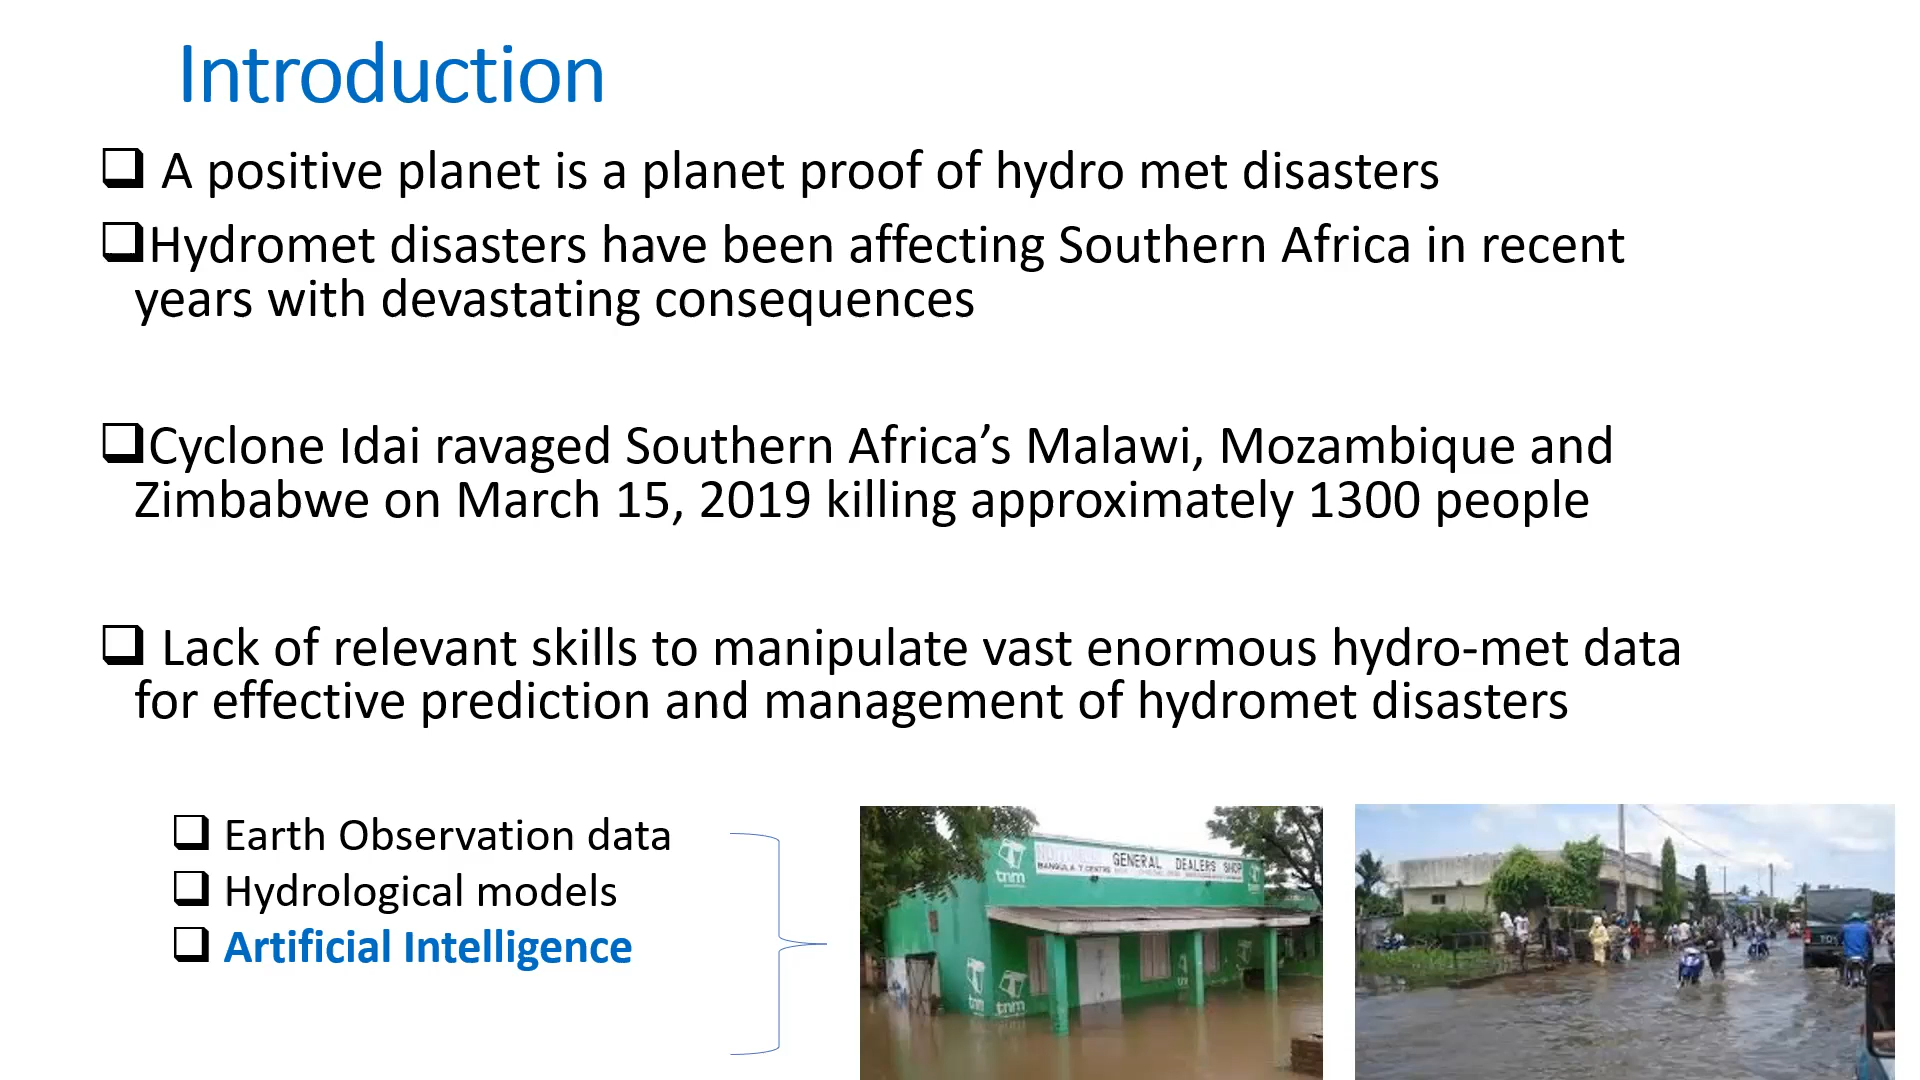 Introduction
A positive planet is a planet proof of hydro met disasters
Hydromet disasters have been affecting Southern Africa in recent
years with devastating consequences
Cyclone Idai ravaged Southern Africa’s Malawi, Mozambique and
Zimbabwe on March 15, 2019 killing approximately 1300 people
Lack of relevant skills to manipulate vast enormous hydro-met data
for effective prediction and management of hydromet disasters
Earth Observation data
Hydrological models
Artificial Intelligence
GENERAL DEALERS SHOP
tnm
tnm
tnm